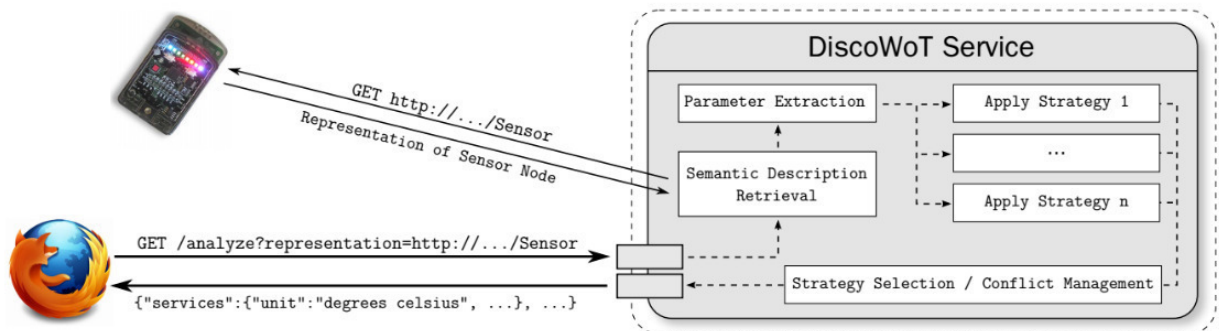 DiscoWoT Service
GET http://.../Sensor
Representation of Sensor Node
Parameter Extraction
Apply Strategy 1
...
Apply Strategy n
Semantic Description
Retrieval
GET /analyze?representation=http://.../Sensor
{"services":{"unit":"degrees celsius", ...}, ...}
Strategy Selection / Conflict Management